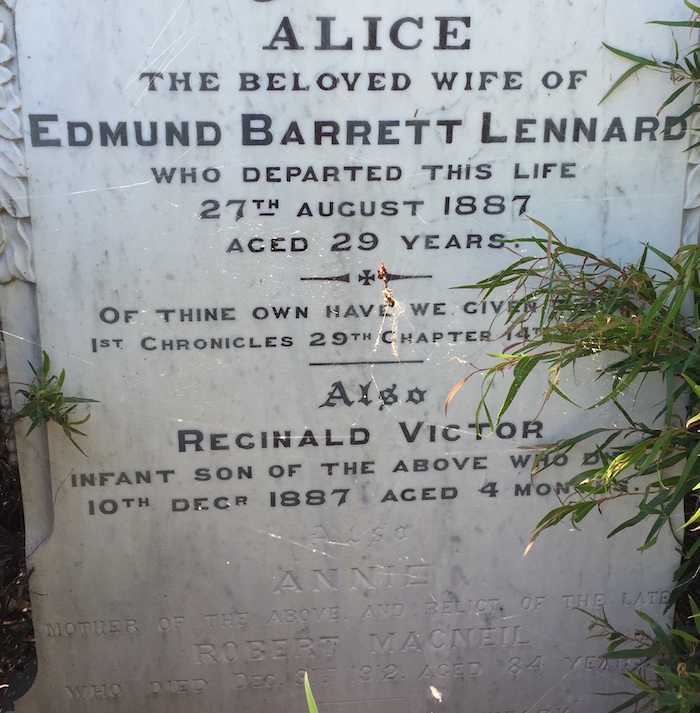 ALICE
THE BELOVED WIFE OF
EDMUND BARRETT LENNARD
WHO DEPARTED THIS LIFE
27TH AUGUST 1887
AGED 29 YEARS.
OF THINE OWN HAVE WE GIVEN
1ST CHRONICLES 29TH CHAPTER
Also
REGINALD VICTOR
INFANT SON OF THE ABOVE WHO
10TH DECR 1887 AGED 4
Also
ANNIE
MOTHER OF THE ABOVE AND RELICT OF THE LATE
ROBERT MACNEIL
WHO DIED DEC. 1912. AGED 84 YEARS